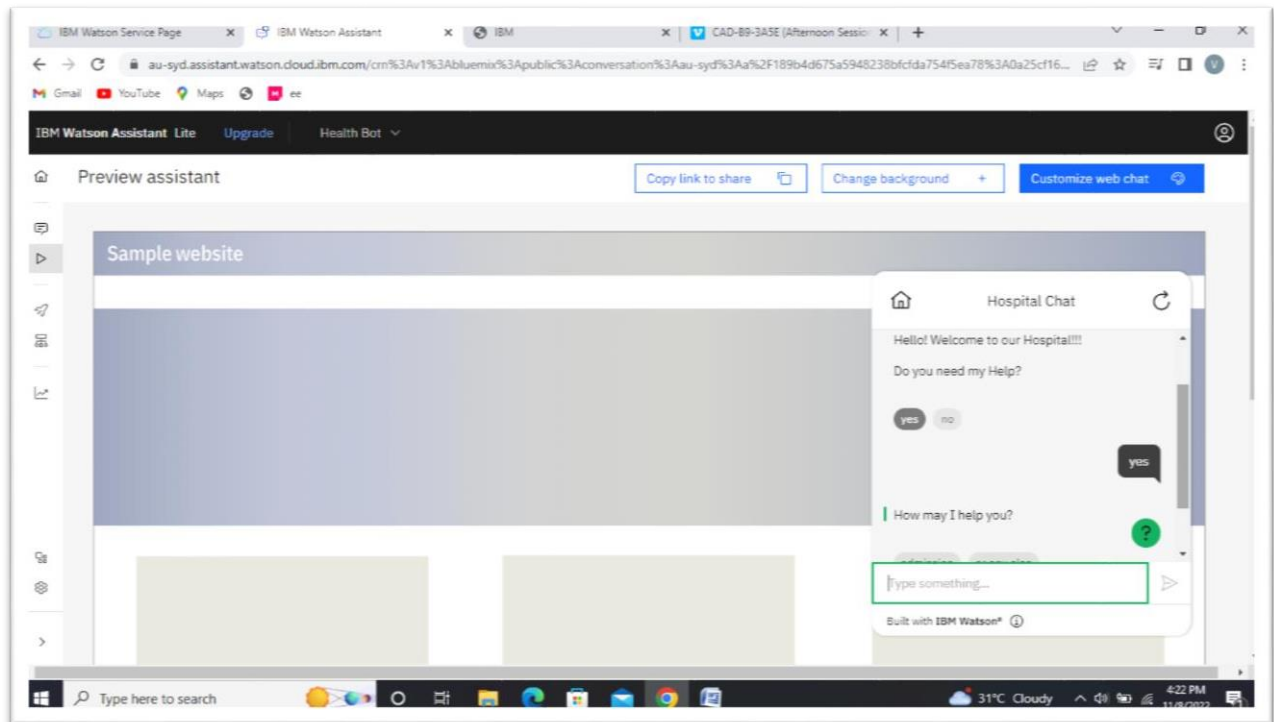 IBM Watson Service Page
IBM Watson Assistant
IBM
CAD-B9-3A5E (Afternoon Sessio
au-syd.assistant.watson.cloud.ibm.com/crn%3Av1%3Abluemix%3Apublic%3Aconversation%3Aau-syd%3Aa%2F189b4d675a5948238bfcfda754f5ea78%3A0a25cf16...
V
Gmail
YouTube
Maps
ee
IBM Watson Assistant Lite
Upgrade
Health Bot
Preview assistant
Copy link to share
Change background +
Customize web chat
Sample website
Hospital Chat
Hello! Welcome to our Hospital!!!!
Do you need my Help?
yes
no
yes
How may I help you?
?
Type something...
Built with IBM Watson®
Type here to search
31°C Cloudy
4:22 PM
11/8/2022